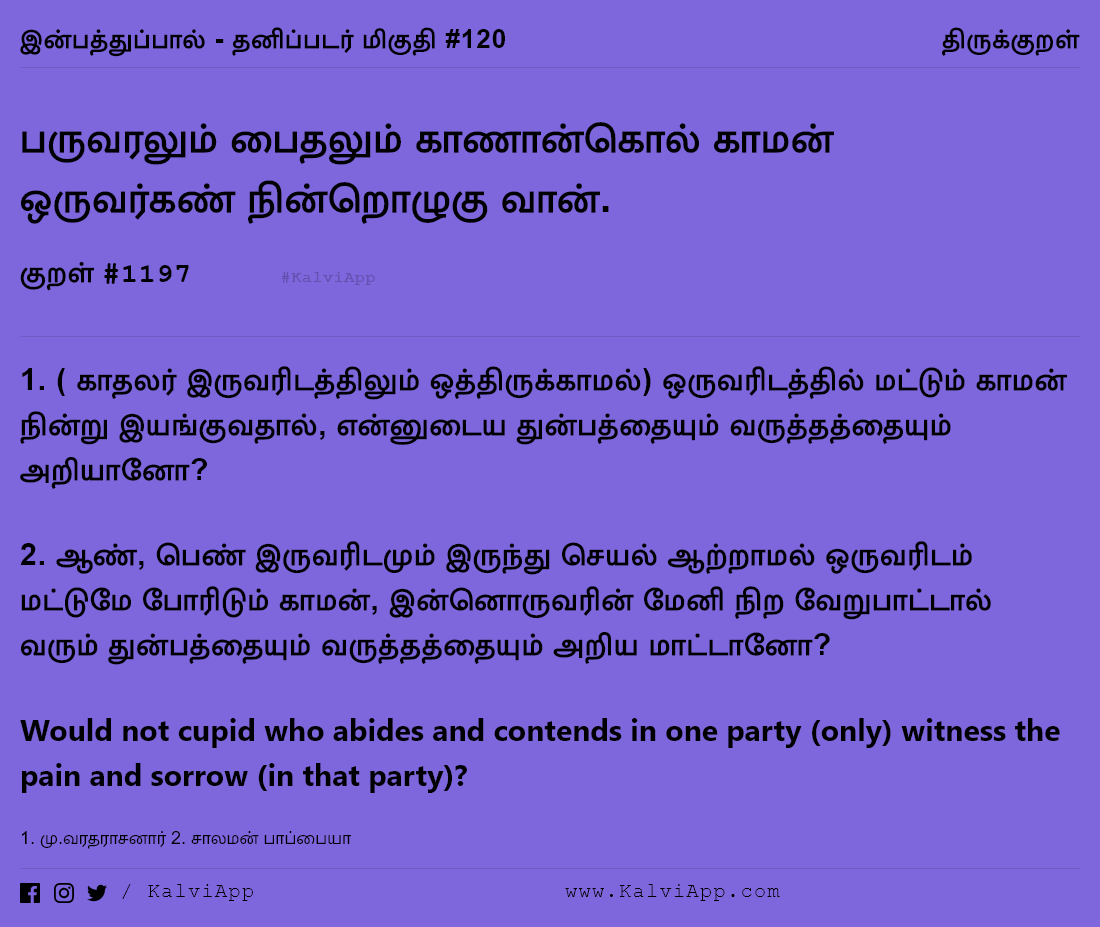 இன்பத்துப்பால் - தனிப்படர் மிகுதி #120
திருக்குறள்
பருவரலும் பைதலும் காணான்கொல் காமன்
ஒருவர்கண் நின்றொழுகு வான்.
குறள் #1197
#KalviApp
1. ( காதலர் இருவரிடத்திலும் ஒத்திருக்காமல்) ஒருவரிடத்தில் மட்டும் காமன்
நின்று இயங்குவதால், என்னுடைய துன்பத்தையும் வருத்தத்தையும்
அறியானோ?
2. ஆண், பெண் இருவரிடமும் இருந்து செயல் ஆற்றாமல் ஒருவரிடம்
மட்டுமே போரிடும் காமன், இன்னொருவரின் மேனி நிற வேறுபாட்டால்
வரும் துன்பத்தையும் வருத்தத்தையும் அறிய மாட்டானோ?
Would not cupid who abides and contends in one party (only) witness the
pain and sorrow (in that party)?
1. மு.வரதராசனார் 2. சாலமன் பாப்பையா
/ KalviApp
www.KalviApp.com